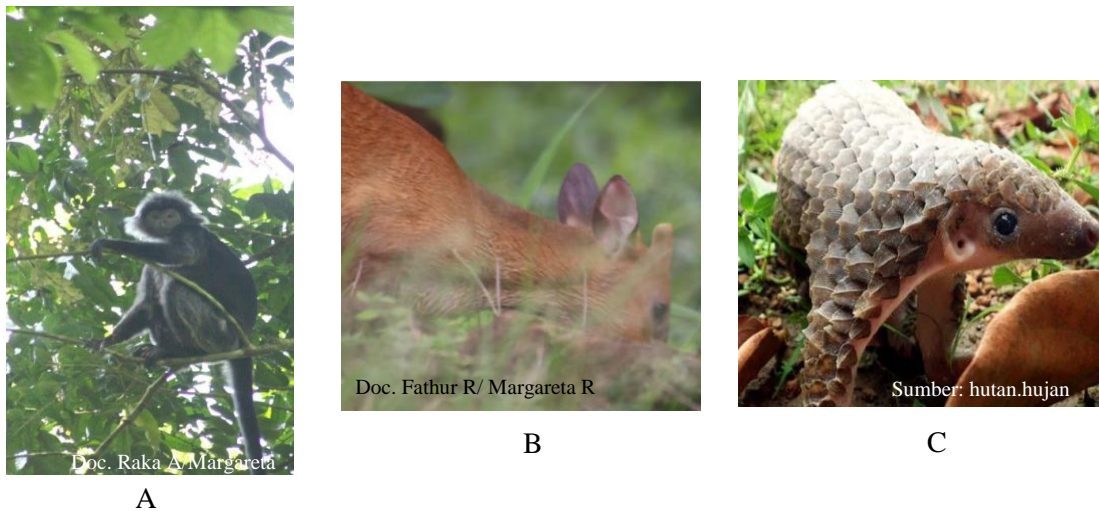 Doc. Raka A/Margareta
A
Doc. Fathur R/ Margareta R
B
Sumber: hutan.hujan
C